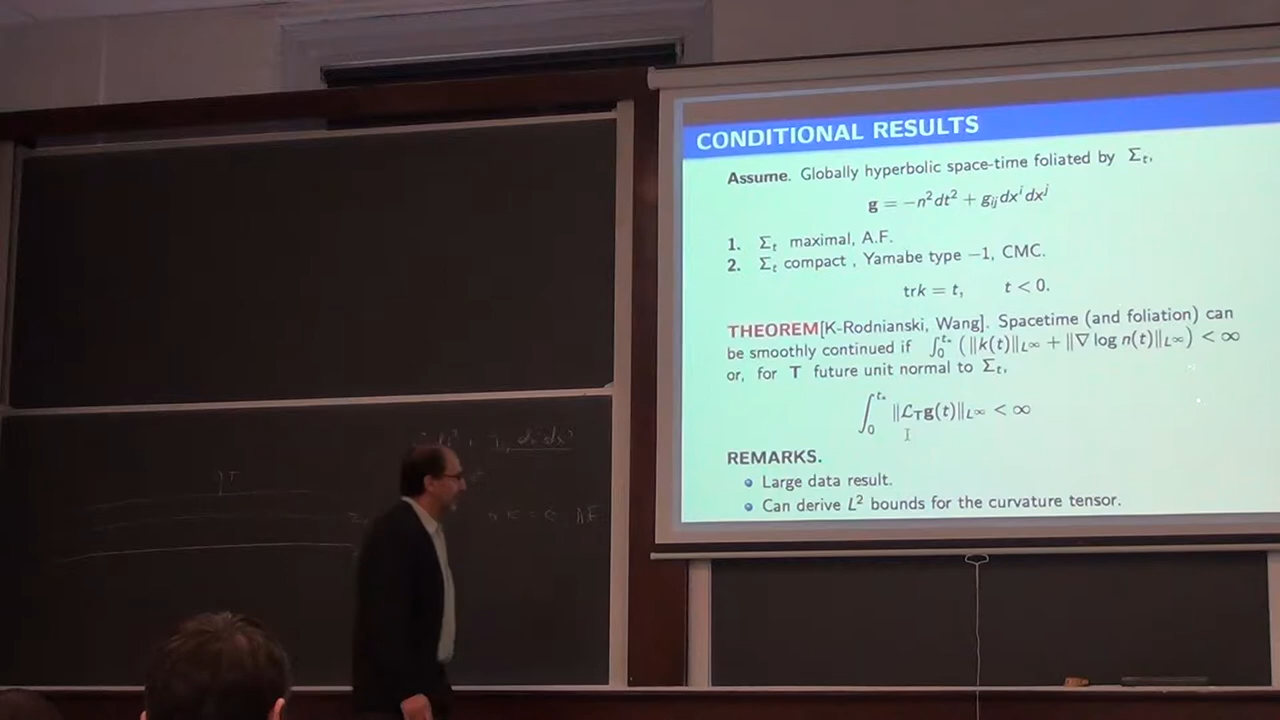 CONDITIONAL RESULTS
Assume. Globally hyperbolic space-time foliated by Σ_t,
g = −n²dt² + g_ij dx^i dx^j
1. Σ_t maximal, A.F.
2. Σ_t compact , Yamabe type −1, CMC.
trk = t, t < 0.
THEOREM[K-Rodnianski, Wang]. Spacetime (and foliation) can
be smoothly continued if ∫_0^{t_*} (‖k(t)‖_{L^∞} + ‖∇ log n(t)‖_{L^∞}) < ∞
or, for T future unit normal to Σ_t,
∫_0^{t_*} ‖𝓛_T g(t)‖_{L^∞} < ∞
REMARKS.
• Large data result.
• Can derive L² bounds for the curvature tensor.